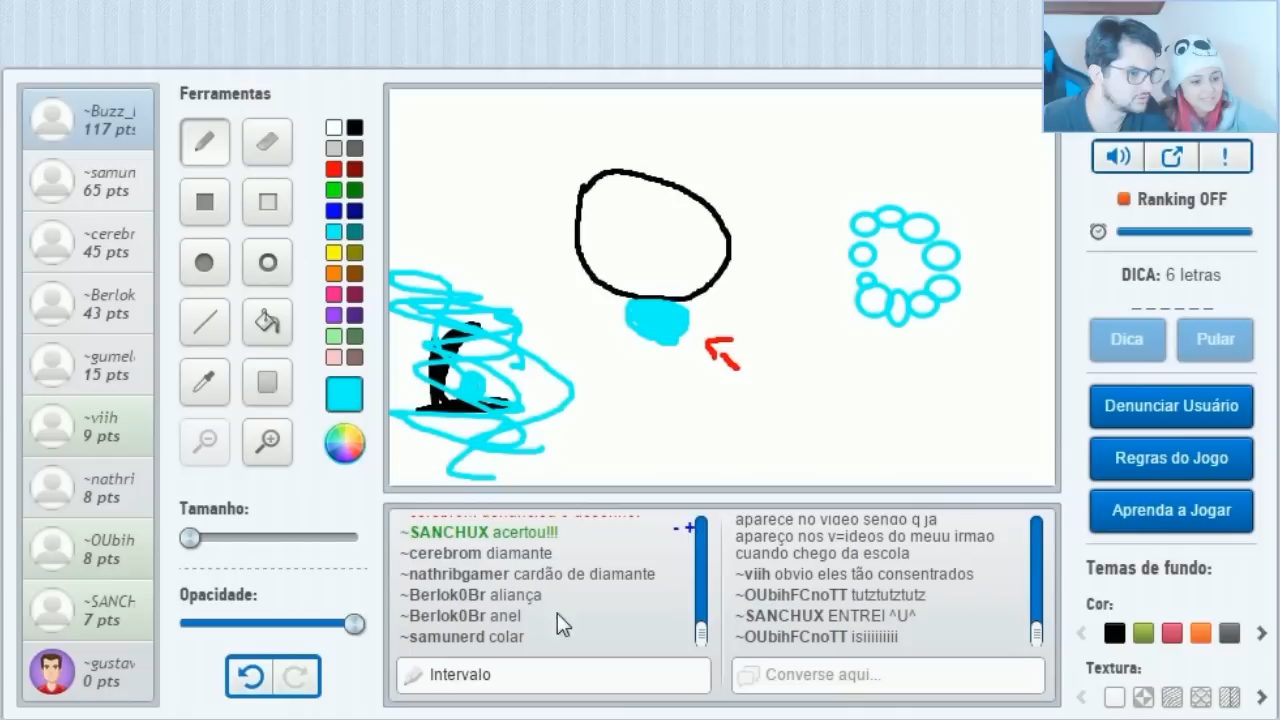 ~Buzz_l
117 pts
~samun
65 pts
~cerebr
45 pts
~Berlok
43 pts
~gumel
15 pts
~viih
9 pts
~nathri
8 pts
~OUbih
8 pts
~SANCH
7 pts
~gustav
0 pts
Ferramentas
Tamanho:
Opacidade:
~SANCHUX acertou!!!
- +
~cerebrom diamante
~nathribgamer cardão de diamante
~Berlok0Br aliança
~Berlok0Br anel
~samunerd colar
Intervalo
aparece no video sendo q ja
apareço nos v=ideos do meuu irmao
cuando chego da escola
~viih obvio eles tão consentrados
~OUbihFCnoTT tutztutztutz
~SANCHUX ENTREI ^U^
~OUbihFCnoTT isiiiiiiiii
Converse aqui...
!
Ranking OFF
DICA: 6 letras
_ _ _ _ _ _
Dica
Pular
Denunciar Usuário
Regras do Jogo
Aprenda a Jogar
Temas de fundo:
Cor:
Textura: